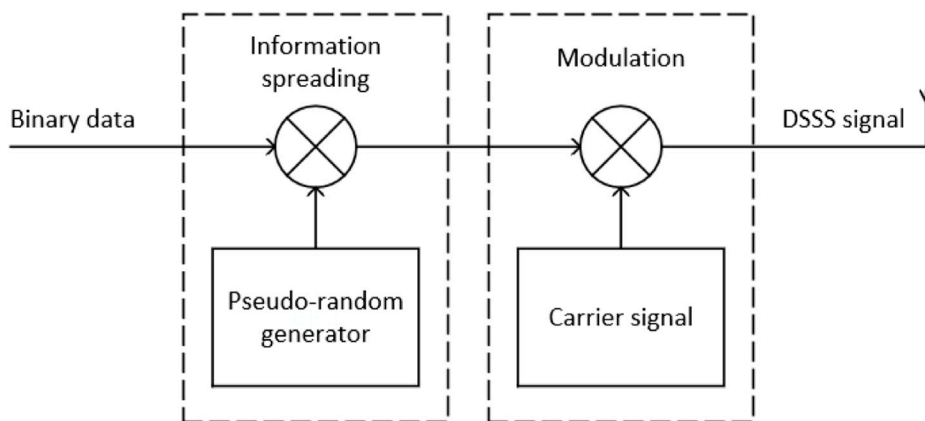 Information
spreading
Modulation
Binary data
DSSS signal
Pseudo-random
generator
Carrier signal